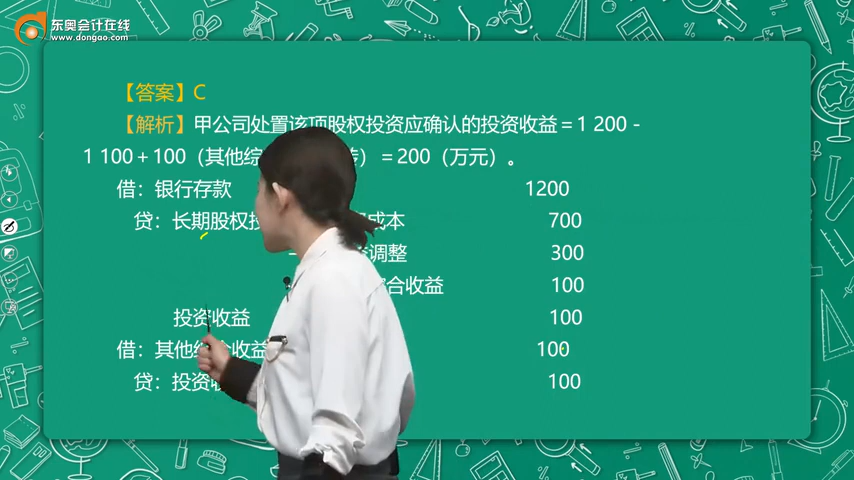 东奥会计在线
www.dongao.com
【答案】C
【解析】甲公司处置该项股权投资应确认的投资收益＝1 200－
1 100＋100（其他综 ）＝200（万元）。
借：银行存款 1200
贷：长期股权投 成本 700
调整 300
综合收益 100
投资收益 100
借：其他综合收益 100
贷：投资收 100